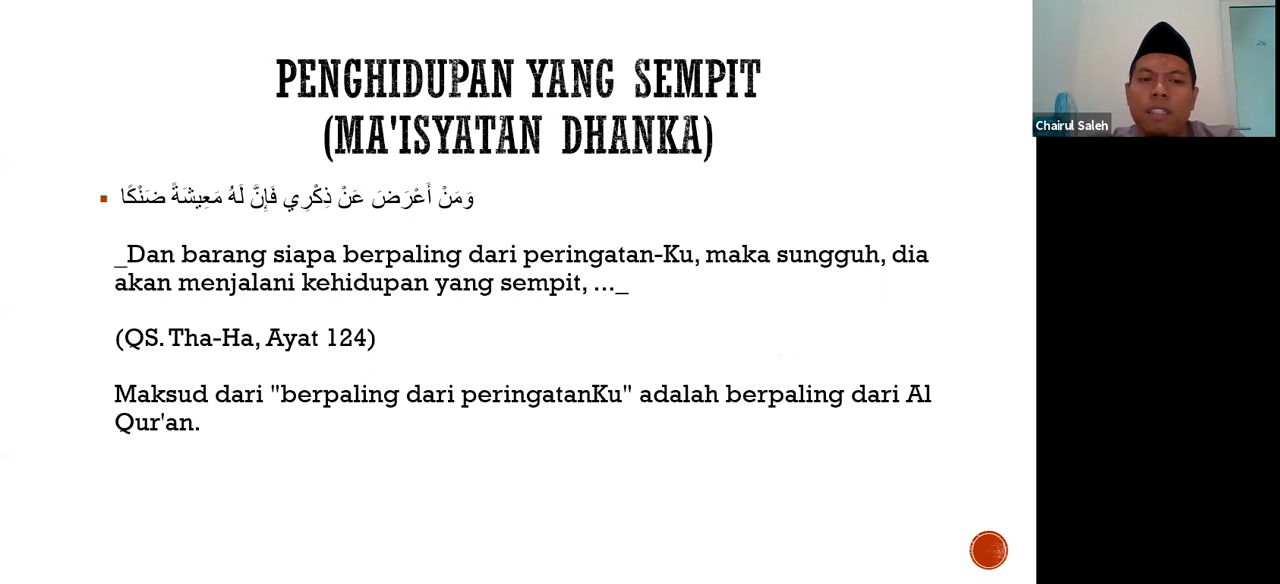 PENGHIDUPAN YANG SEMPIT
(MA'ISYATAN DHANKA)
وَمَنْ أَعْرَضَ عَنْ ذِكْرِي فَإِنَّ لَهُ مَعِيشَةً ضَنْكًا
_Dan barang siapa berpaling dari peringatan-Ku, maka sungguh, dia
akan menjalani kehidupan yang sempit, ..._
(QS. Tha-Ha, Ayat 124)
Maksud dari "berpaling dari peringatanKu" adalah berpaling dari Al
Qur'an.
Chairul Saleh